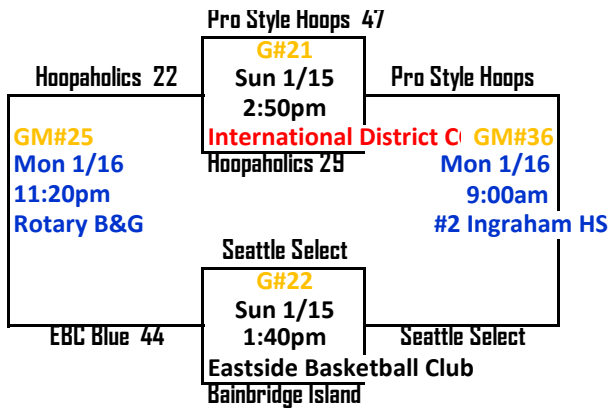 Pro Style Hoops 47
G#21
Hoopaholics 22
Sun 1/15
Pro Style Hoops
2:50pm
GM#25
International District C
GM#36
Hoopaholics 29
Mon 1/16
Mon 1/16
11:20pm
9:00am
Rotary B&G
#2 Ingraham HS
Seattle Select
G#22
Sun 1/15
EBC Blue 44
1:40pm
Seattle Select
Eastside Basketball Club
Bainbridge Island